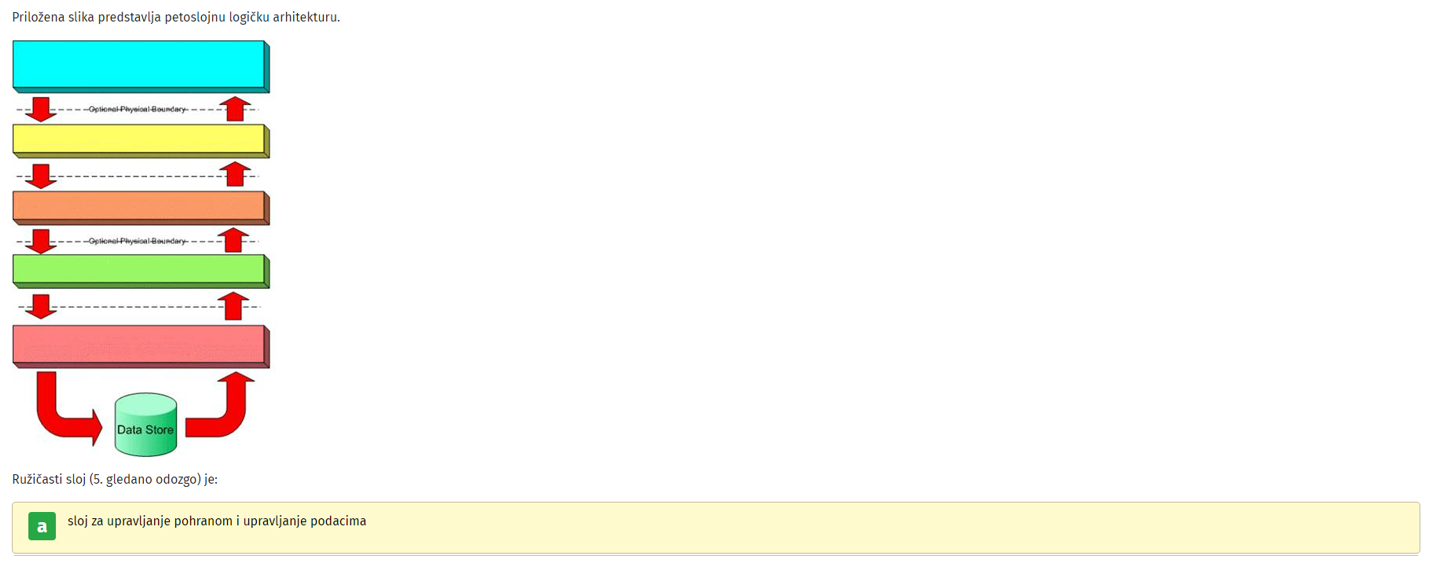 Priložena slika predstavlja petoslojnu logičku arhitekturu.
Optional Physical Boundary
Optional Physical Boundary
Data Store
Ružičasti sloj (5. gledano odozgo) je:
a sloj za upravljanje pohranom i upravljanje podacima